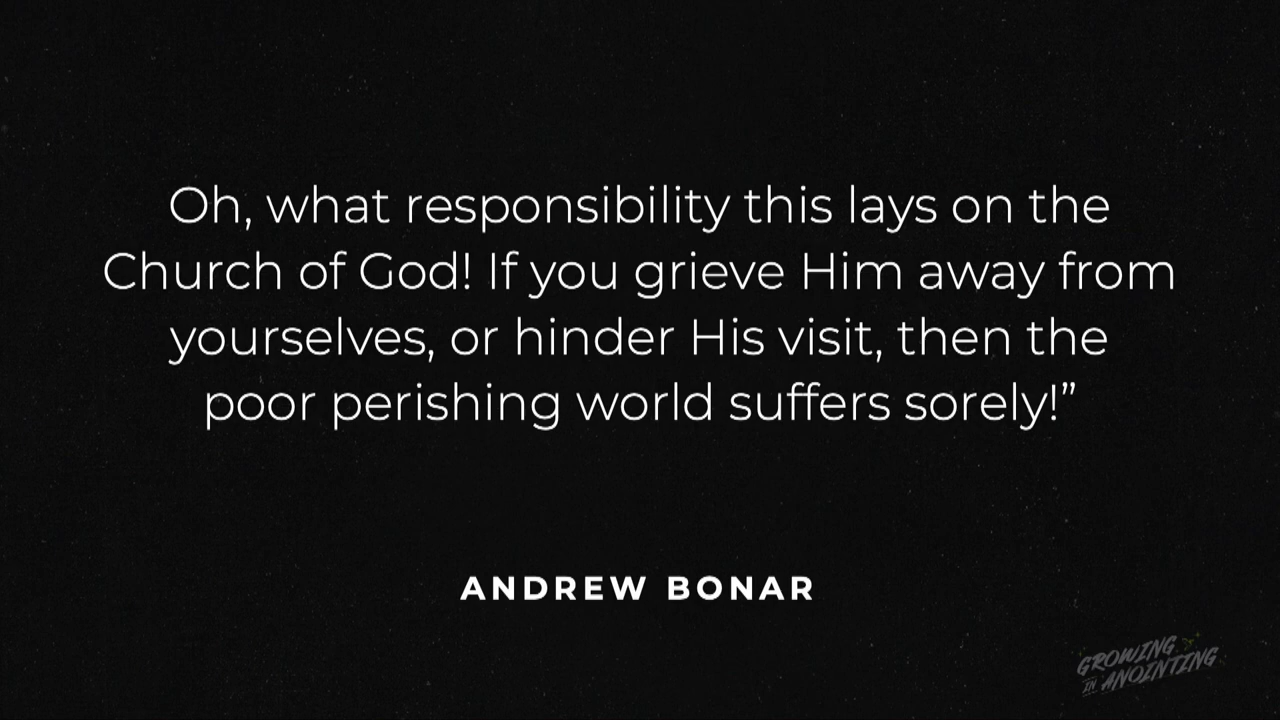 Oh, what responsibility this lays on the
Church of God! If you grieve Him away from
yourselves, or hinder His visit, then the
poor perishing world suffers sorely!”
ANDREW BONAR
GROWING
IN ANOINTING